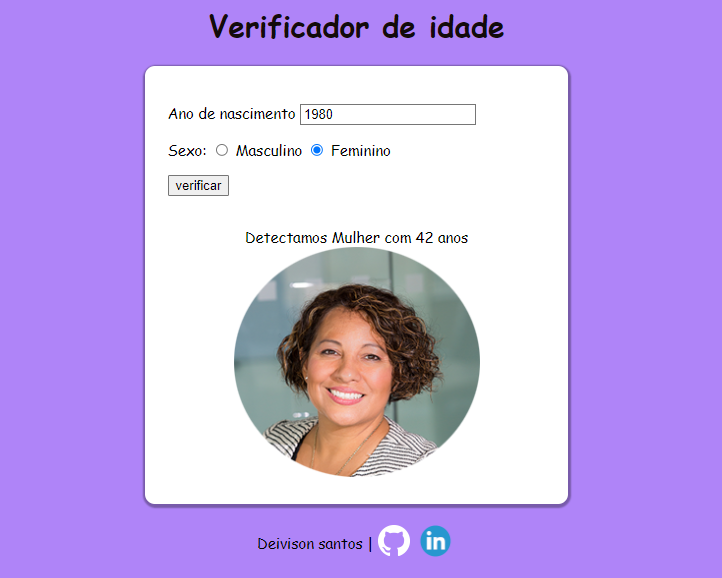 Verificador de idade
Ano de nascimento 1980
Sexo: Masculino Feminino
verificar
Detectamos Mulher com 42 anos
Deivison santos | in